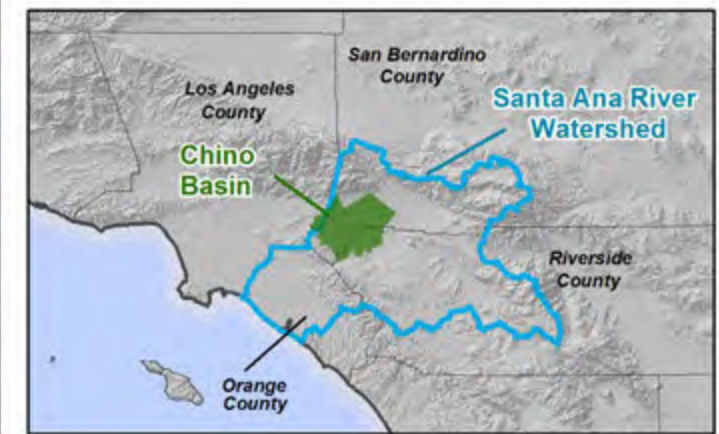 San Bernardino
County
Los Angeles
County
Santa Ana River
Watershed
Chino
Basin
Riverside
County
Orange
County